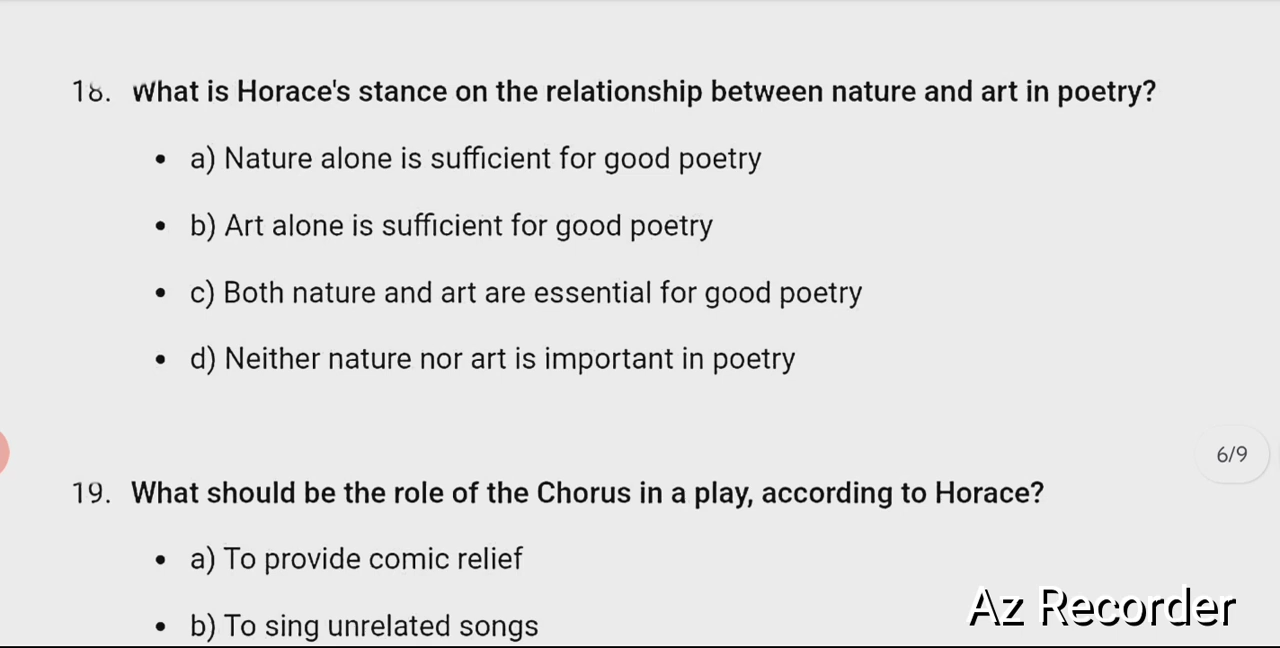 18. What is Horace's stance on the relationship between nature and art in poetry?
• a) Nature alone is sufficient for good poetry
• b) Art alone is sufficient for good poetry
• c) Both nature and art are essential for good poetry
• d) Neither nature nor art is important in poetry
6/9
19. What should be the role of the Chorus in a play, according to Horace?
• a) To provide comic relief
• b) To sing unrelated songs
Az Recorder